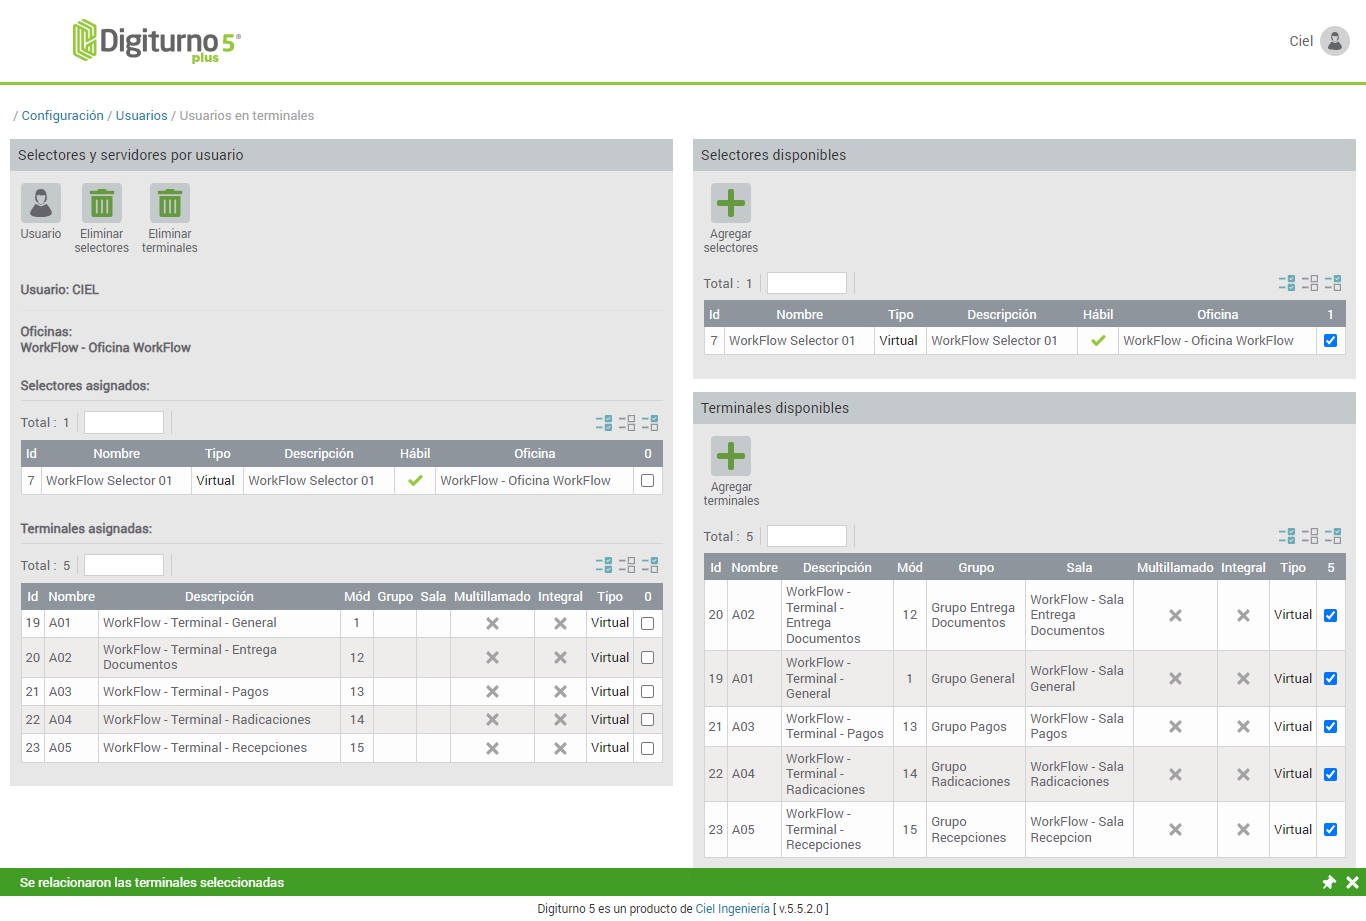 Digiturno 5 ®
plus
Ciel
/ Configuración / Usuarios / Usuarios en terminales
Selectores y servidores por usuario
Usuario
Eliminar selectores
Eliminar terminales
Usuario: CIEL
Oficinas:
WorkFlow - Oficina WorkFlow
Selectores asignados:
Total : 1
Id Nombre Tipo Descripción Hábil Oficina 0
7 WorkFlow Selector 01 Virtual WorkFlow Selector 01 WorkFlow - Oficina WorkFlow
Terminales asignadas:
Total : 5
Id Nombre Descripción Mód Grupo Sala Multillamado Integral Tipo 0
19 A01 WorkFlow - Terminal - General 1 Virtual
20 A02 WorkFlow - Terminal - Entrega Documentos 12 Virtual
21 A03 WorkFlow - Terminal - Pagos 13 Virtual
22 A04 WorkFlow - Terminal - Radicaciones 14 Virtual
23 A05 WorkFlow - Terminal - Recepciones 15 Virtual
Selectores disponibles
Agregar selectores
Total : 1
Id Nombre Tipo Descripción Hábil Oficina 1
7 WorkFlow Selector 01 Virtual WorkFlow Selector 01 WorkFlow - Oficina WorkFlow
Terminales disponibles
Agregar terminales
Total : 5
Id Nombre Descripción Mód Grupo Sala Multillamado Integral Tipo 5
20 A02 WorkFlow - Terminal - Entrega Documentos 12 Grupo Entrega Documentos WorkFlow - Sala Entrega Documentos Virtual
19 A01 WorkFlow - Terminal - General 1 Grupo General WorkFlow - Sala General Virtual
21 A03 WorkFlow - Terminal - Pagos 13 Grupo Pagos WorkFlow - Sala Pagos Virtual
22 A04 WorkFlow - Terminal - Radicaciones 14 Grupo Radicaciones WorkFlow - Sala Radicaciones Virtual
23 A05 WorkFlow - Terminal - Recepciones 15 Grupo Recepciones WorkFlow - Sala Recepcion Virtual
Se relacionaron las terminales seleccionadas
Digiturno 5 es un producto de Ciel Ingeniería [ v.5.5.2.0 ]